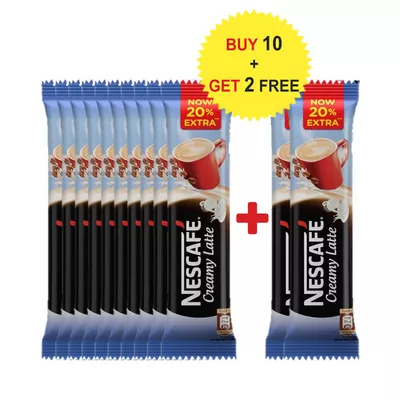 BUY 10
+
GET 2 FREE
NOW
20%
EXTRA
NESCAFÉ
Creamy Latte
+
NOW
20%
EXTRA
NESCAFÉ
Creamy Latte